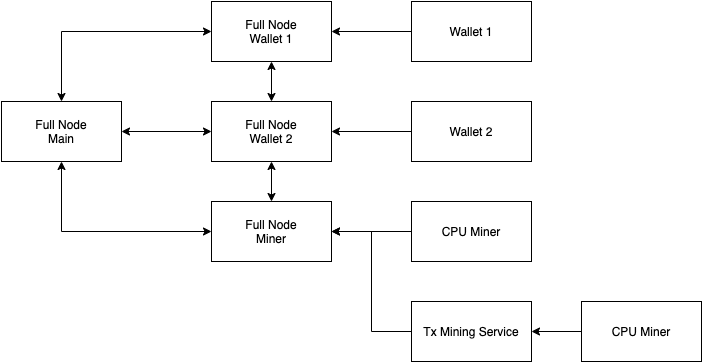 Full Node
Wallet 1
Wallet 1
Full Node
Main
Full Node
Wallet 2
Wallet 2
Full Node
Miner
CPU Miner
Tx Mining Service
CPU Miner